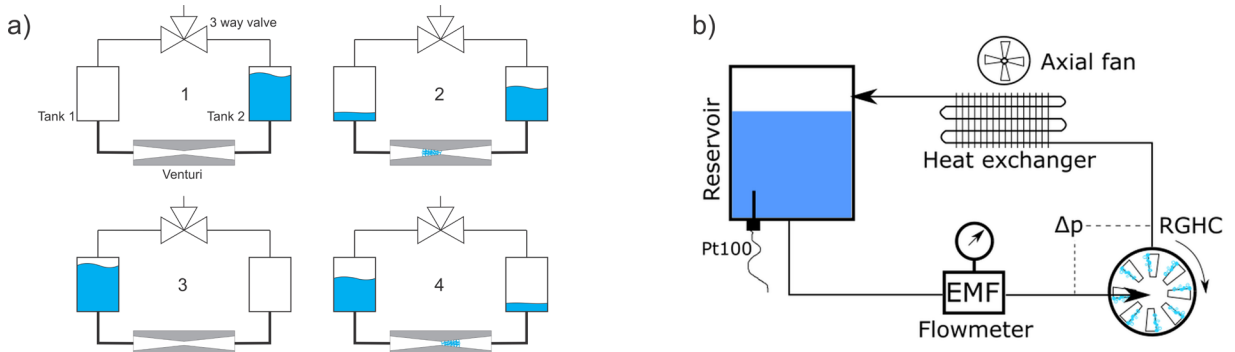 a)
3 way valve
1
Tank 1
Tank 2
Venturi
2
3
4
b)
Axial fan
Reservoir
Heat exchanger
Pt100
Δp
RGHC
EMF
Flowmeter